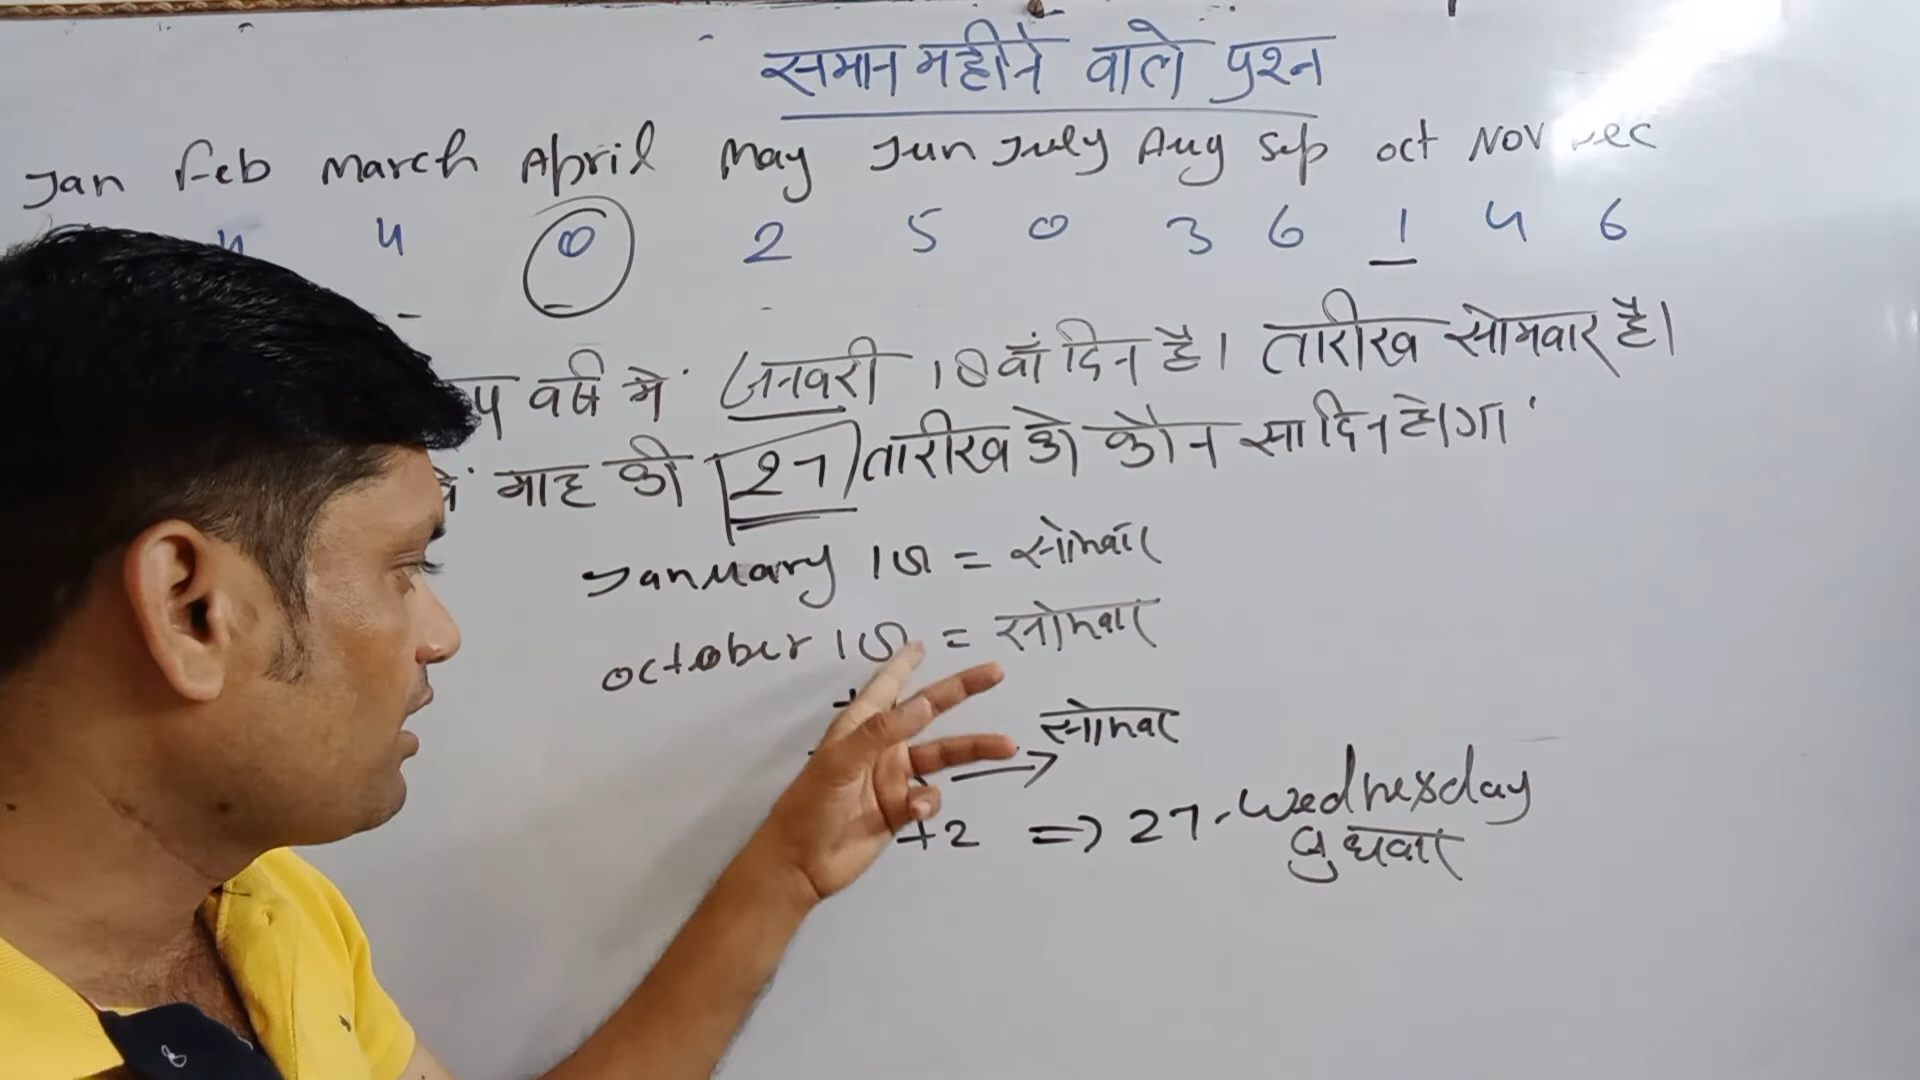 समान महीने वाले प्रश्न
Jan Feb March April May Jun July Aug Sep oct NOV Dec
4 4 0 2 5 0 3 6 1 4 6
प वर्ष में जनवरी 18वां दिन है। तारीख सोमवार है।
माह की 27 तारीख को कौन सा दिन होगा
January 18 = सोमवार
october 18 = सोमवार
→ सोमवार
+2 => 27 - Wednesday
बुधवार